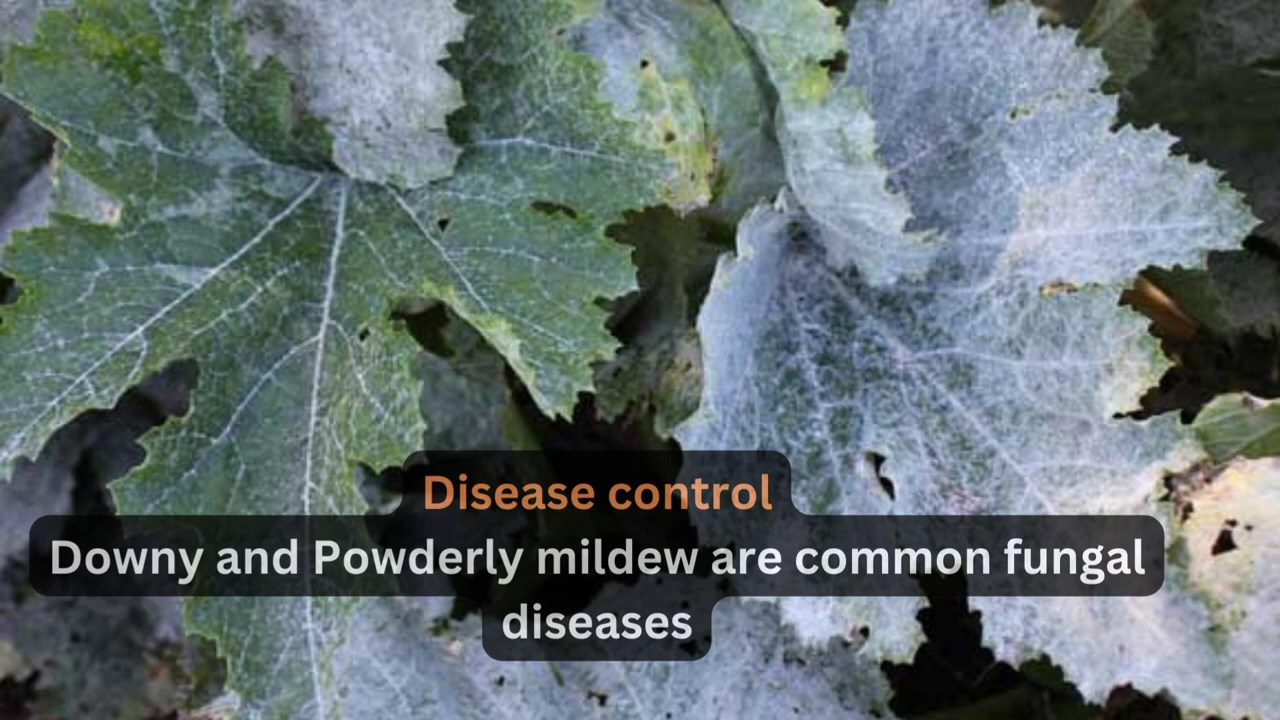 Disease control
Downy and Powderly mildew are common fungal
diseases